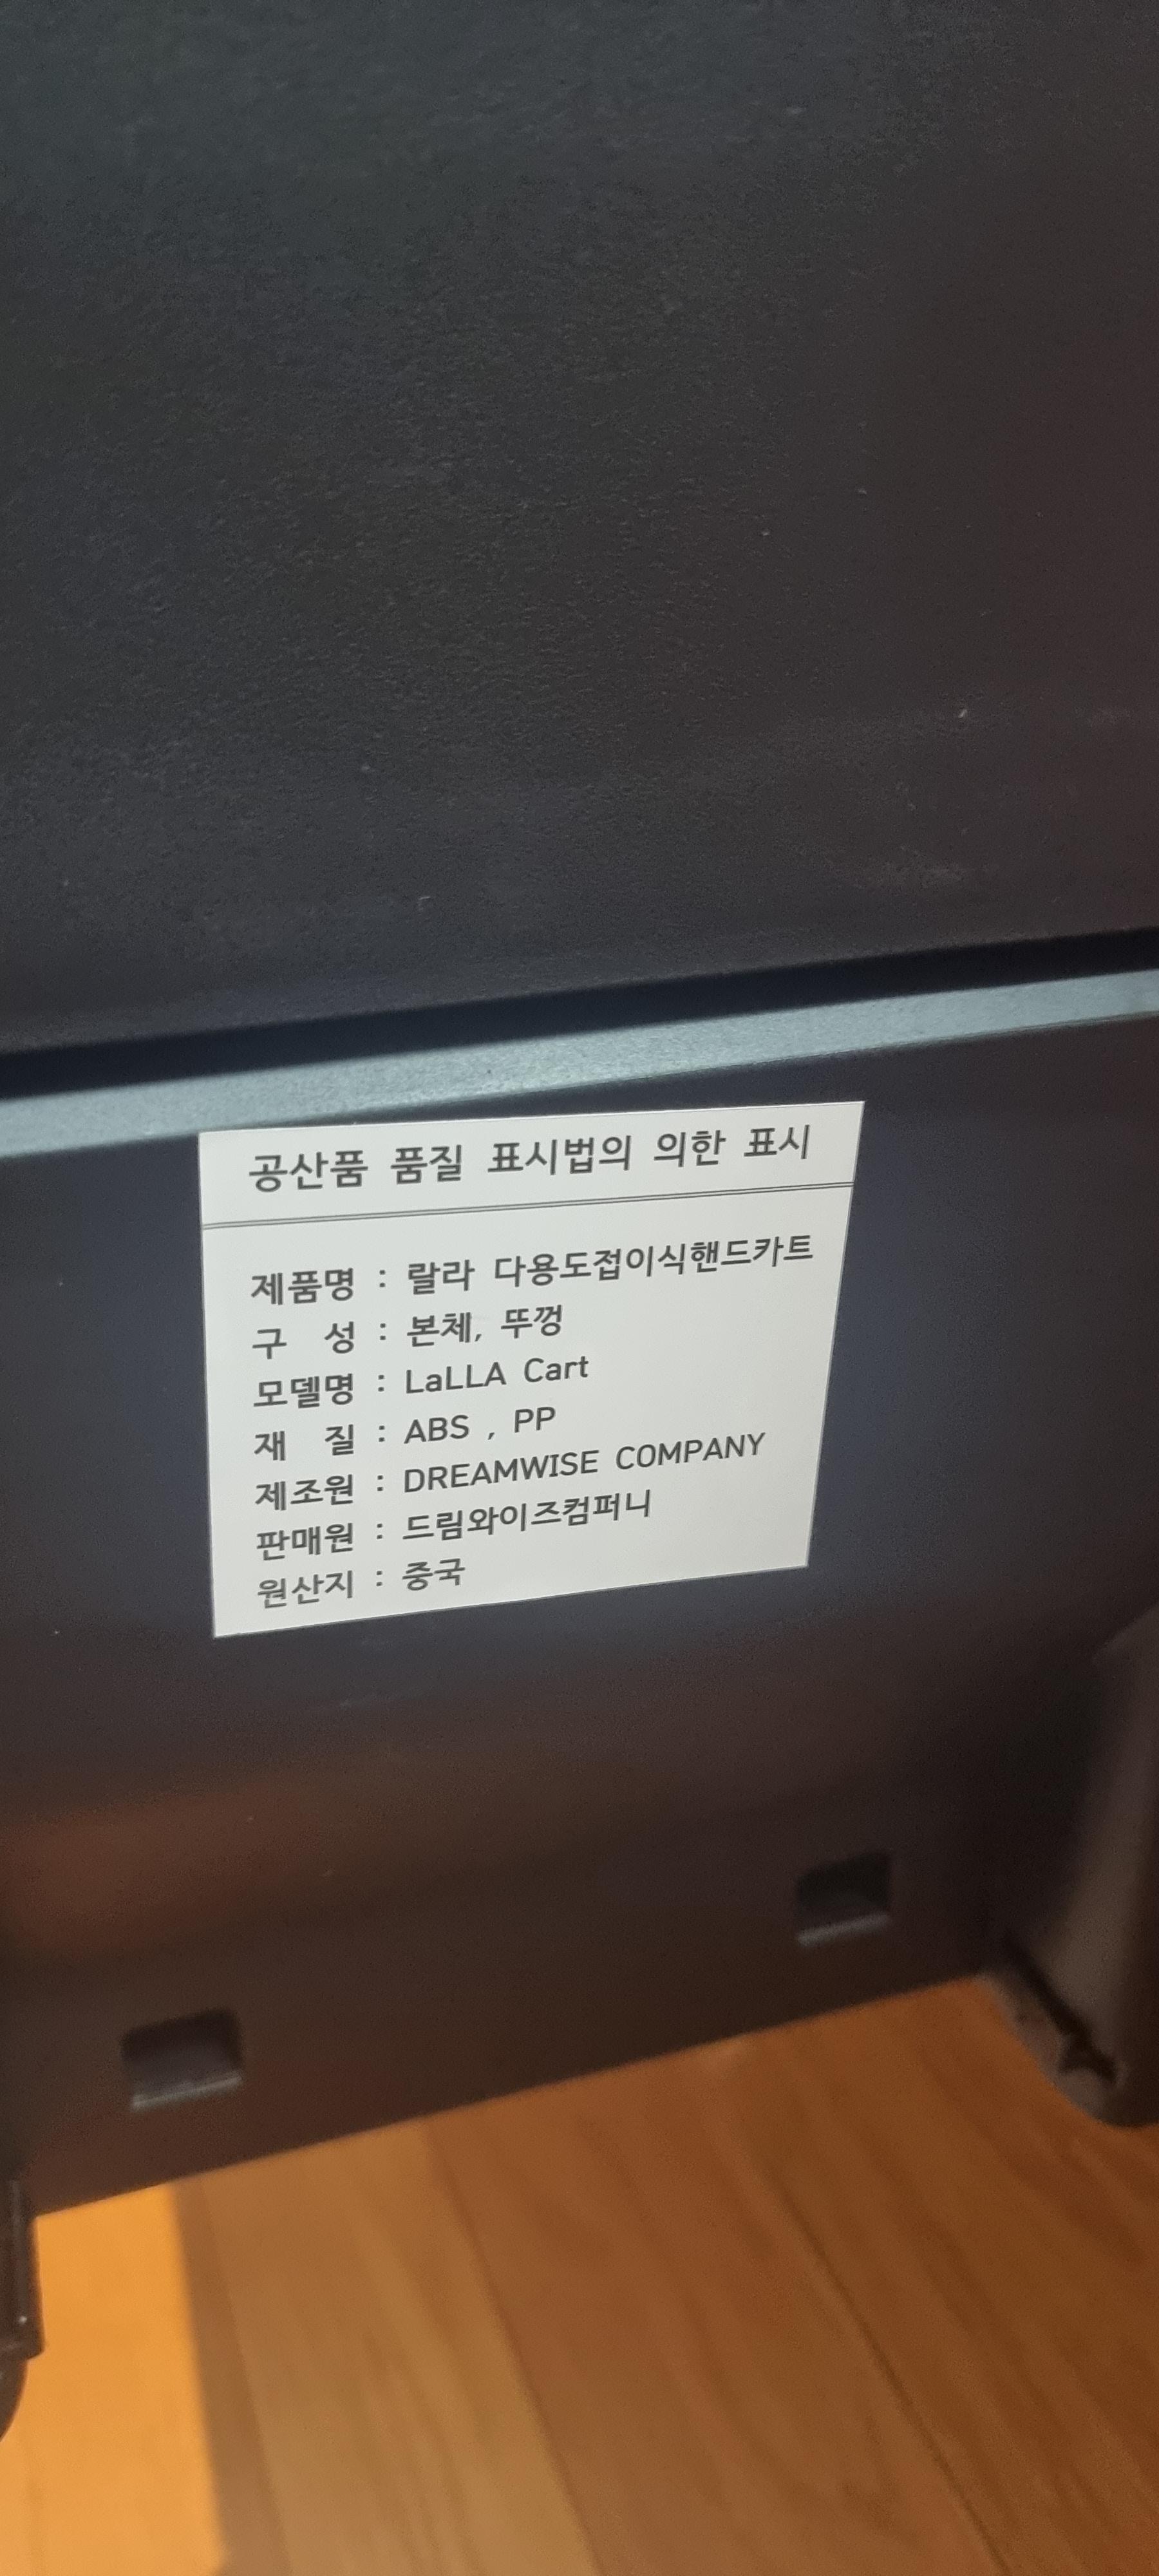 공산품 품질 표시법의 의한 표시
제품명 : 랄라 다용도접이식핸드카트
구 성 : 본체, 뚜껑
모델명 : LaLLA Cart
재 질 : ABS , PP
제조원 : DREAMWISE COMPANY
판매원 : 드림와이즈컴퍼니
원산지 : 중국